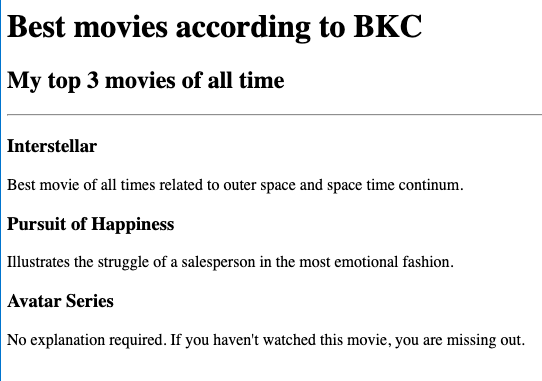 Best movies according to BKC
My top 3 movies of all time
Interstellar
Best movie of all times related to outer space and space time continum.
Pursuit of Happiness
Illustrates the struggle of a salesperson in the most emotional fashion.
Avatar Series
No explanation required. If you haven't watched this movie, you are missing out.